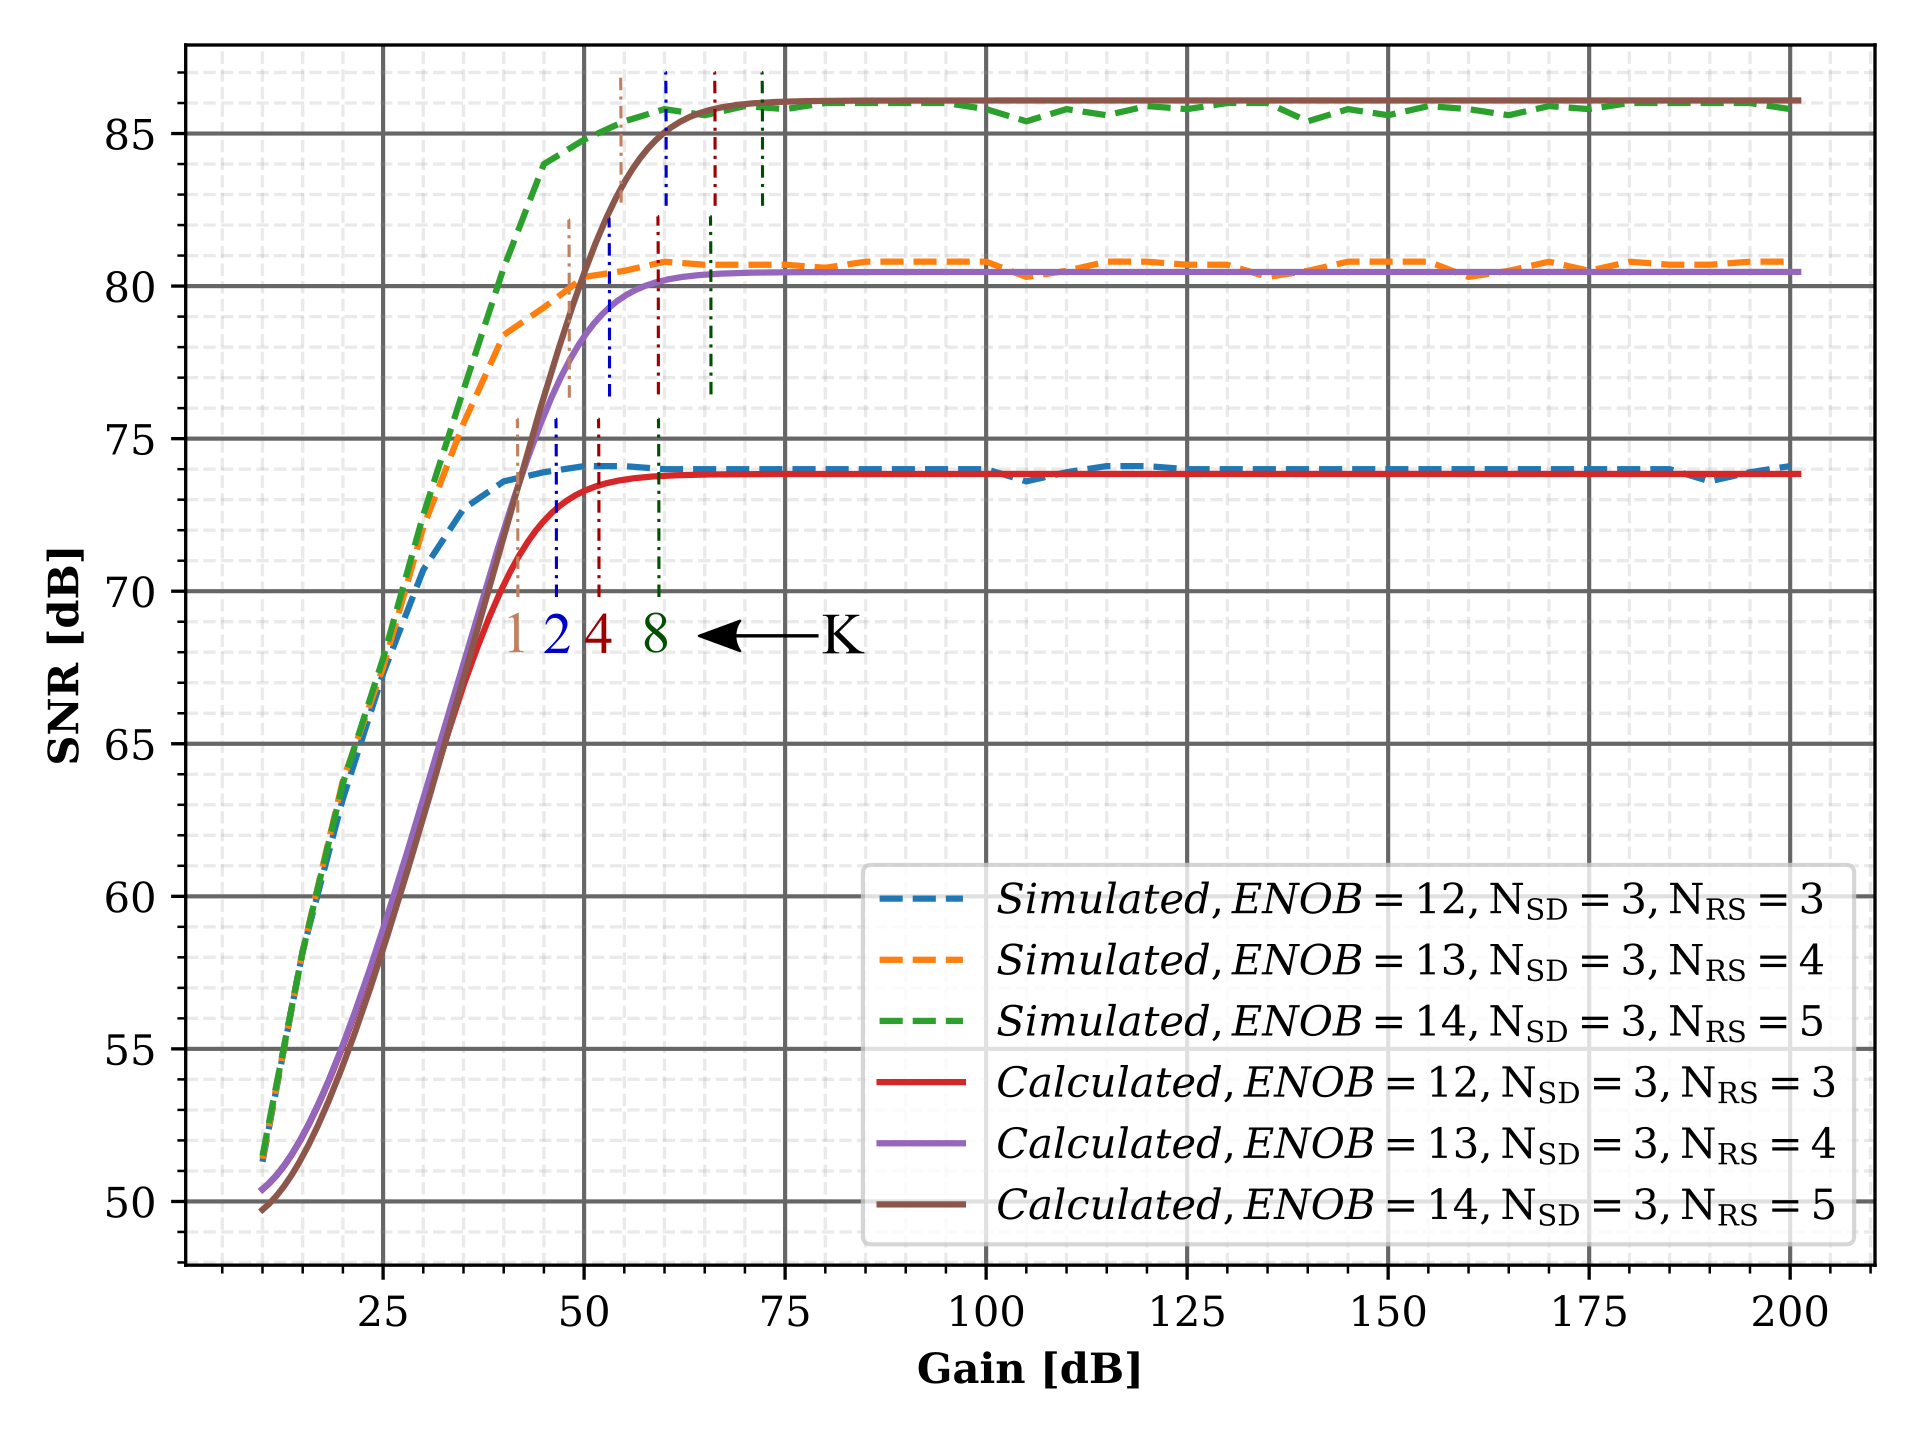 85
80
75
70
65
60
55
50
SNR [dB]
1 2 4 8 K
Simulated, ENOB = 12, N_SD = 3, N_RS = 3
Simulated, ENOB = 13, N_SD = 3, N_RS = 4
Simulated, ENOB = 14, N_SD = 3, N_RS = 5
Calculated, ENOB = 12, N_SD = 3, N_RS = 3
Calculated, ENOB = 13, N_SD = 3, N_RS = 4
Calculated, ENOB = 14, N_SD = 3, N_RS = 5
25 50 75 100 125 150 175 200
Gain [dB]